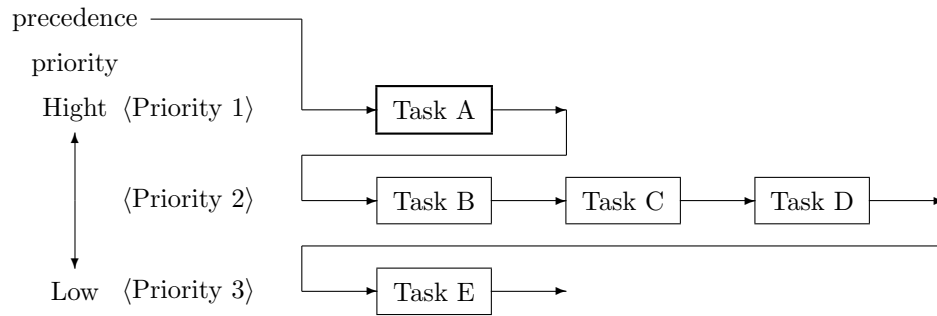 precedence
priority
Hight ⟨Priority 1⟩ Task A
⟨Priority 2⟩ Task B Task C Task D
Low ⟨Priority 3⟩ Task E